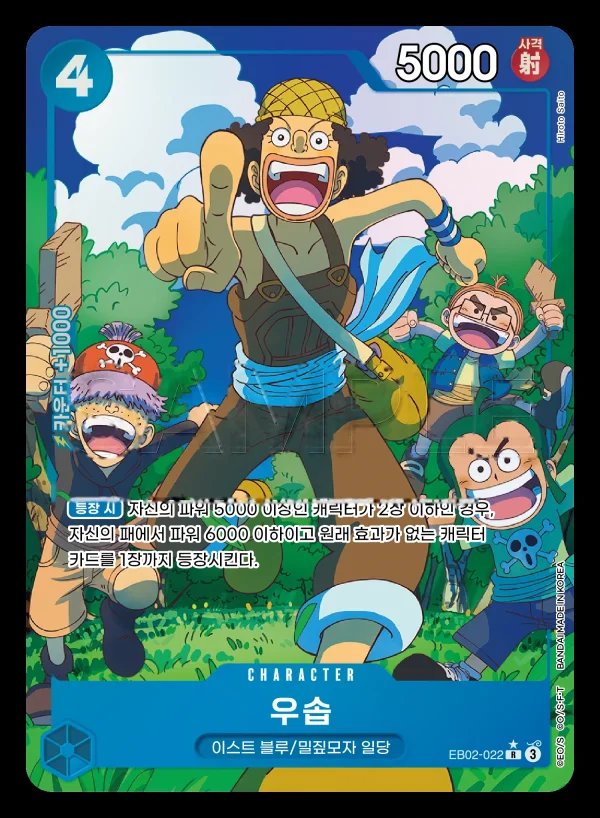 4
5000
사격
射
Hiroto Saito
카운터 +1000
SAMPLE
등장 시 자신의 파워 5000 이상인 캐릭터가 2장 이하인 경우,
자신의 패에서 파워 6000 이하이고 원래 효과가 없는 캐릭터
카드를 1장까지 등장시킨다.
CHARACTER
우솝
이스트 블루/밀짚모자 일당
EB02-022 R 3
©EO/S ©O/S·F·T BANDAI MADE IN KOREA